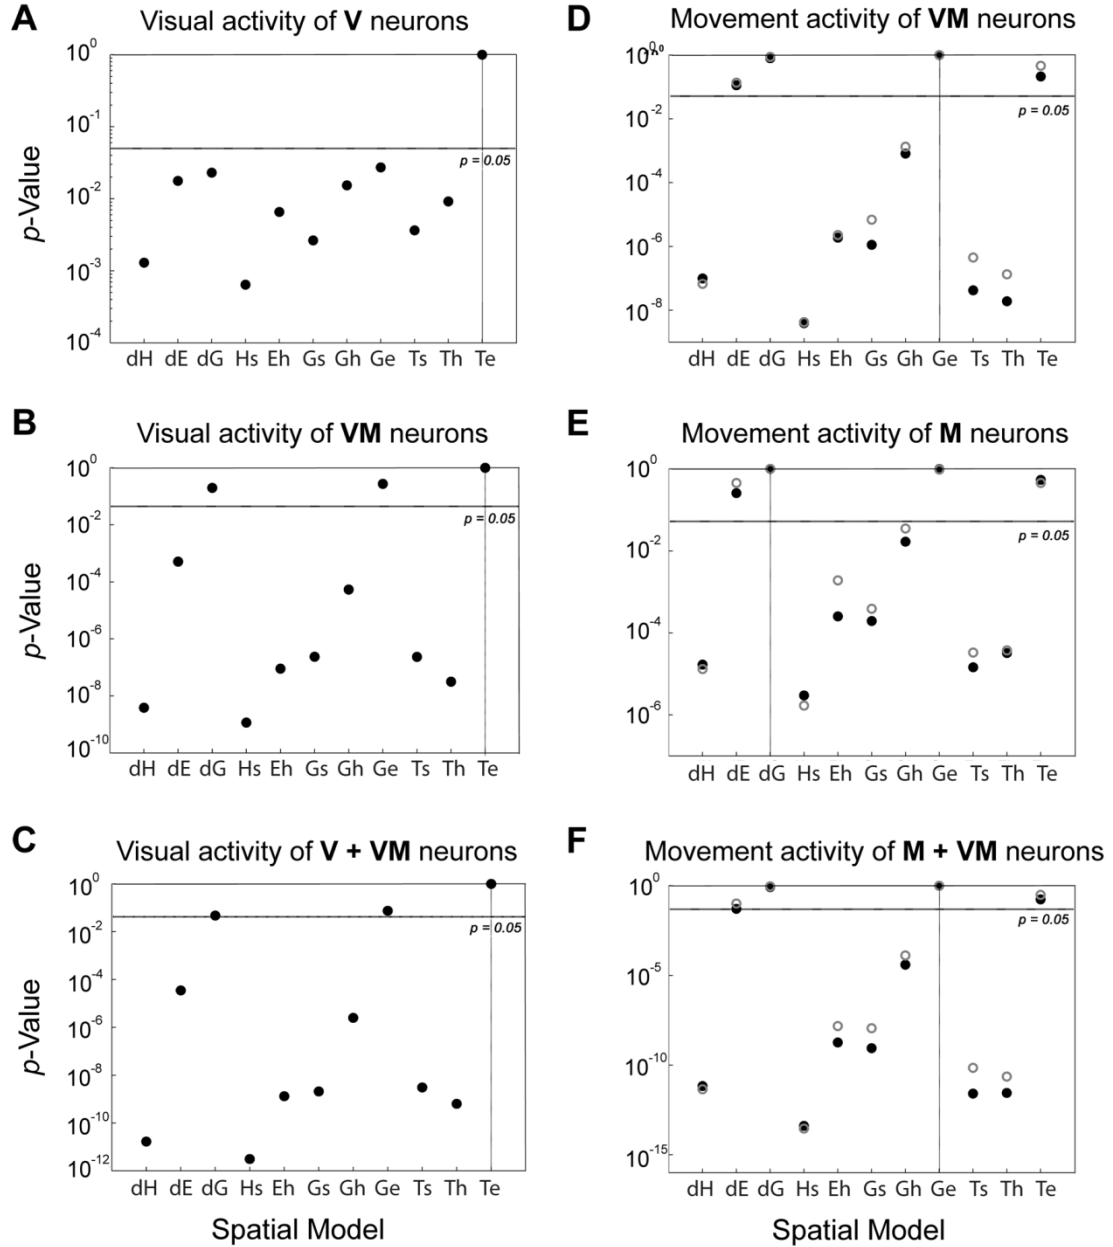 A
Visual activity of V neurons
p-Value
10^0
10^-1
10^-2
10^-3
10^-4
p = 0.05
dH dE dG Hs Eh Gs Gh Ge Ts Th Te
B
Visual activity of VM neurons
p-Value
10^0
10^-2
10^-4
10^-6
10^-8
10^-10
p = 0.05
dH dE dG Hs Eh Gs Gh Ge Ts Th Te
C
Visual activity of V + VM neurons
p-Value
10^0
10^-2
10^-4
10^-6
10^-8
10^-10
10^-12
p = 0.05
dH dE dG Hs Eh Gs Gh Ge Ts Th Te
Spatial Model
D
Movement activity of VM neurons
10^-2
10^-4
10^-6
10^-8
p = 0.05
dH dE dG Hs Eh Gs Gh Ge Ts Th Te
E
Movement activity of M neurons
10^0
10^-2
10^-4
10^-6
p = 0.05
dH dE dG Hs Eh Gs Gh Ge Ts Th Te
F
Movement activity of M + VM neurons
10^0
10^-5
10^-10
10^-15
p = 0.05
dH dE dG Hs Eh Gs Gh Ge Ts Th Te
Spatial Model